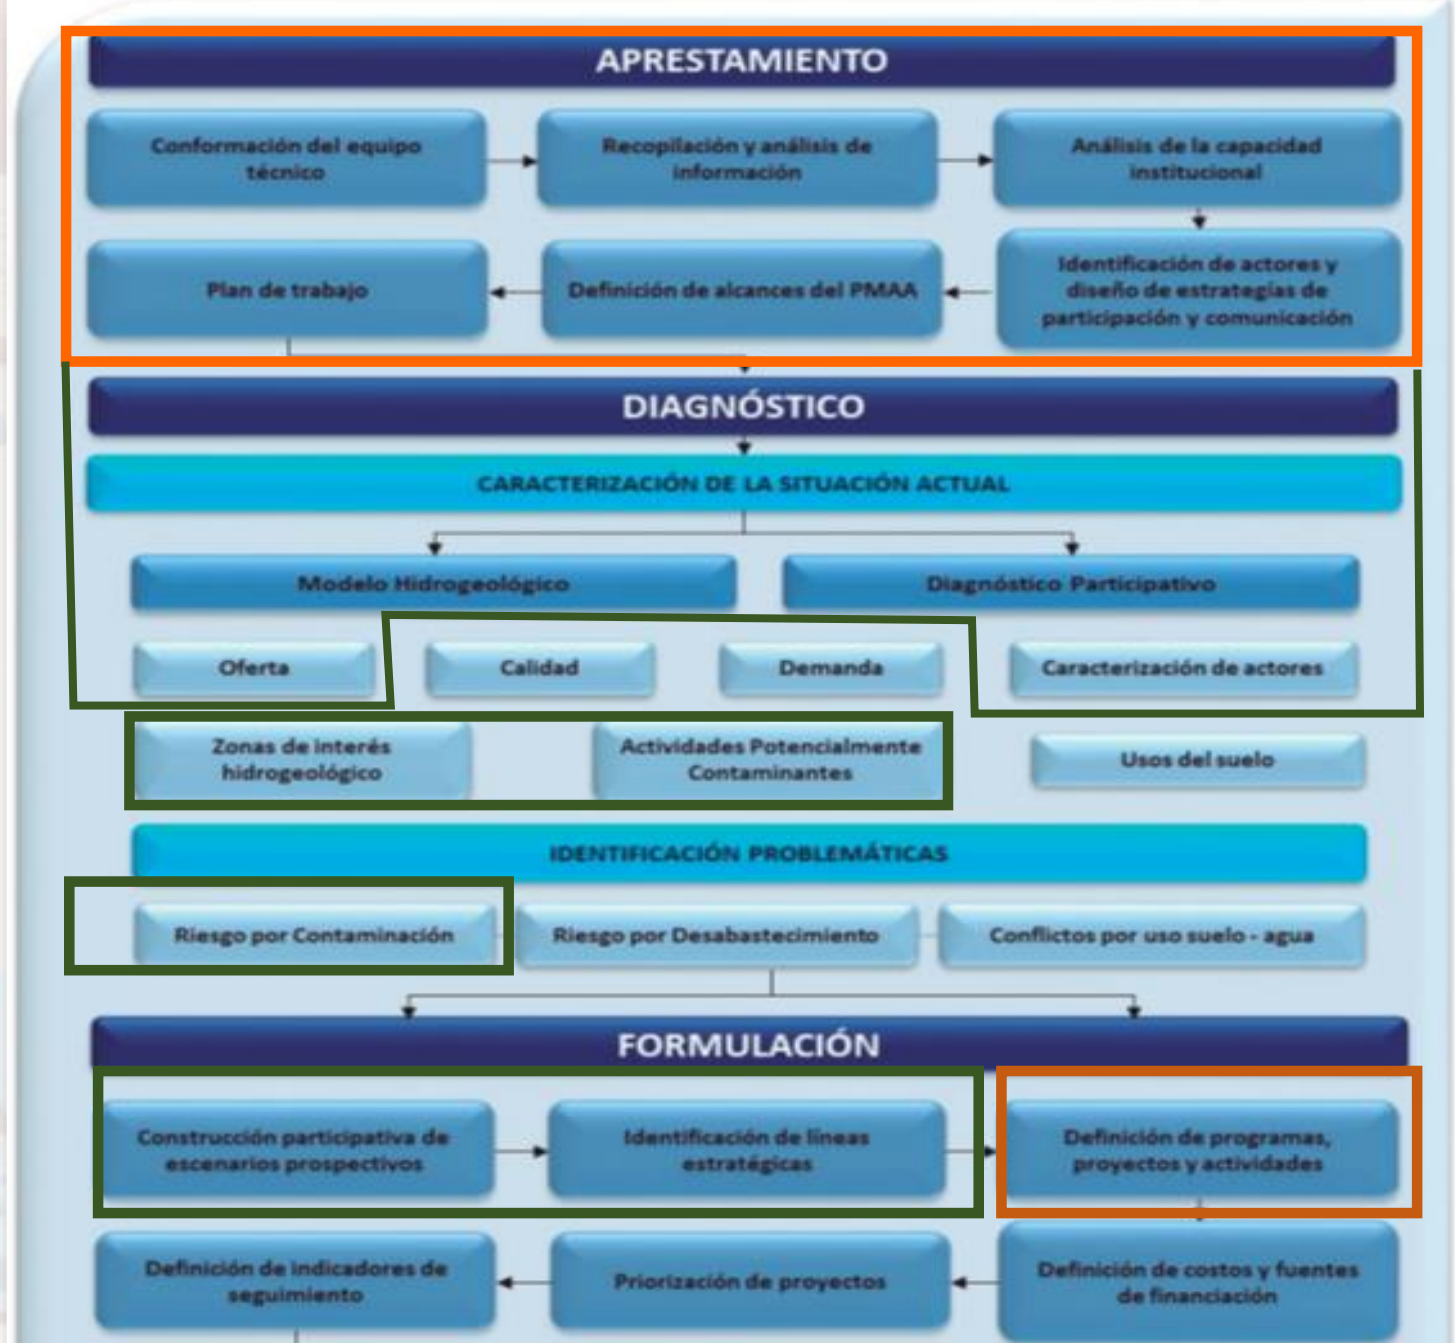 APRESTAMIENTO
Conformación del equipo
técnico
Recopilación y análisis de
información
Análisis de la capacidad
institucional
Plan de trabajo
Definición de alcances del PMAA
Identificación de actores y
diseño de estrategias de
participación y comunicación
DIAGNÓSTICO
CARACTERIZACIÓN DE LA SITUACIÓN ACTUAL
Modelo Hidrogeológico
Diagnóstico Participativo
Oferta
Calidad
Demanda
Caracterización de actores
Zonas de interés
hidrogeológico
Actividades Potencialmente
Contaminantes
Usos del suelo
IDENTIFICACIÓN PROBLEMÁTICAS
Riesgo por Contaminación
Riesgo por Desabastecimiento
Conflictos por uso suelo - agua
FORMULACIÓN
Construcción participativa de
escenarios prospectivos
Identificación de líneas
estratégicas
Definición de programas,
proyectos y actividades
Definición de indicadores de
seguimiento
Priorización de proyectos
Definición de costos y fuentes
de financiación